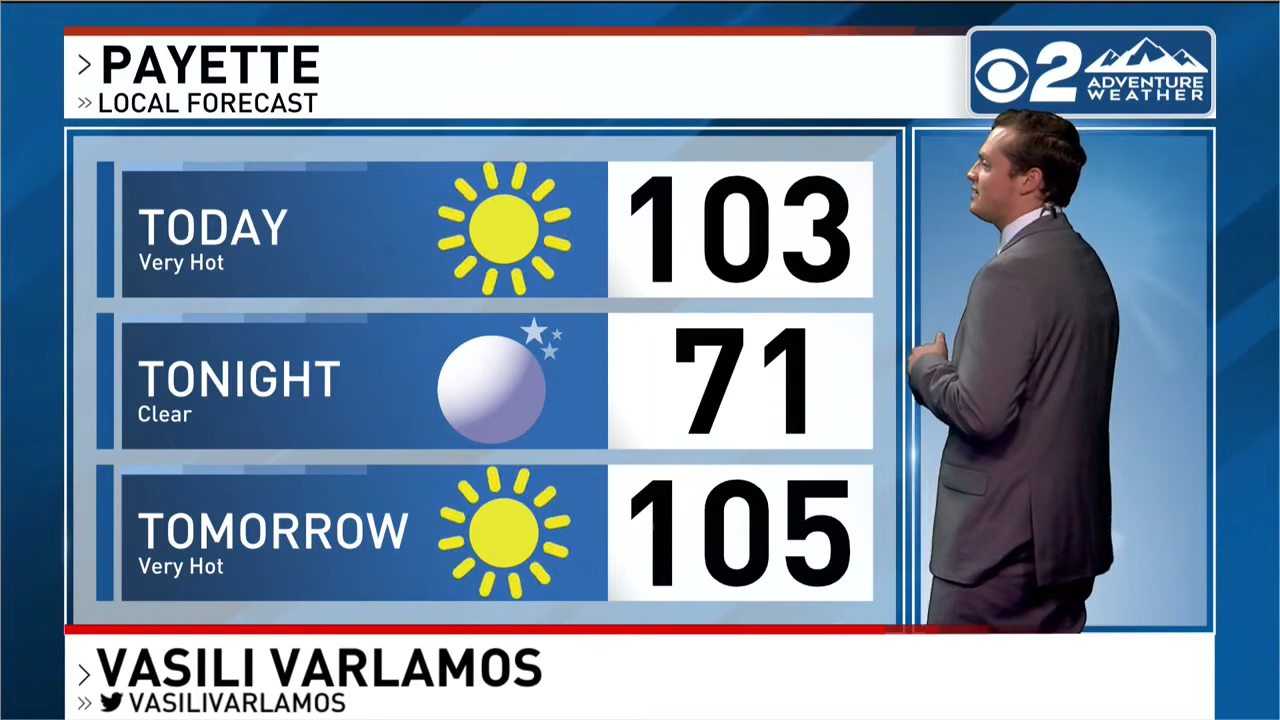 > PAYETTE
» LOCAL FORECAST
2 ADVENTURE
WEATHER
TODAY
Very Hot
103
TONIGHT
Clear
71
TOMORROW
Very Hot
105
> VASILI VARLAMOS
» VASILIVARLAMOS